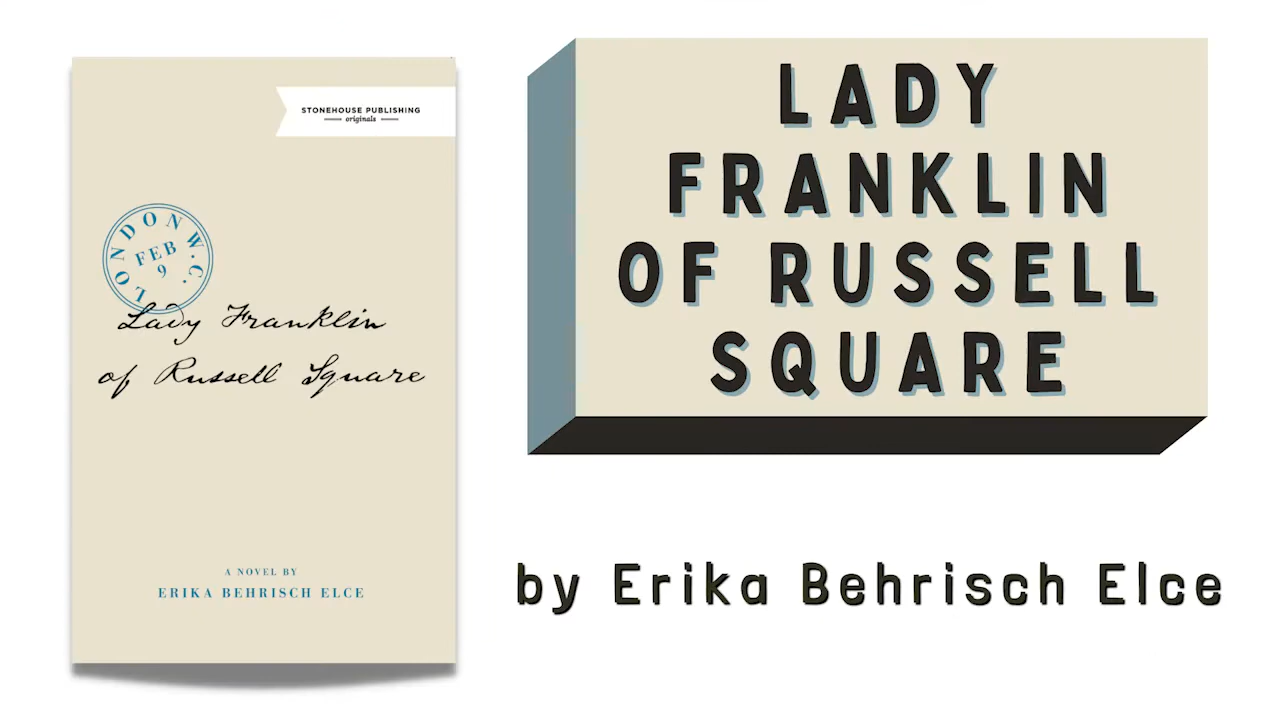 STONEHOUSE PUBLISHING
originals
LONDON W.C.
FEB
9
Lady Franklin
of Russell Square
A NOVEL BY
ERIKA BEHRISCH ELCE
LADY
FRANKLIN
OF RUSSELL
SQUARE
by Erika Behrisch Elce